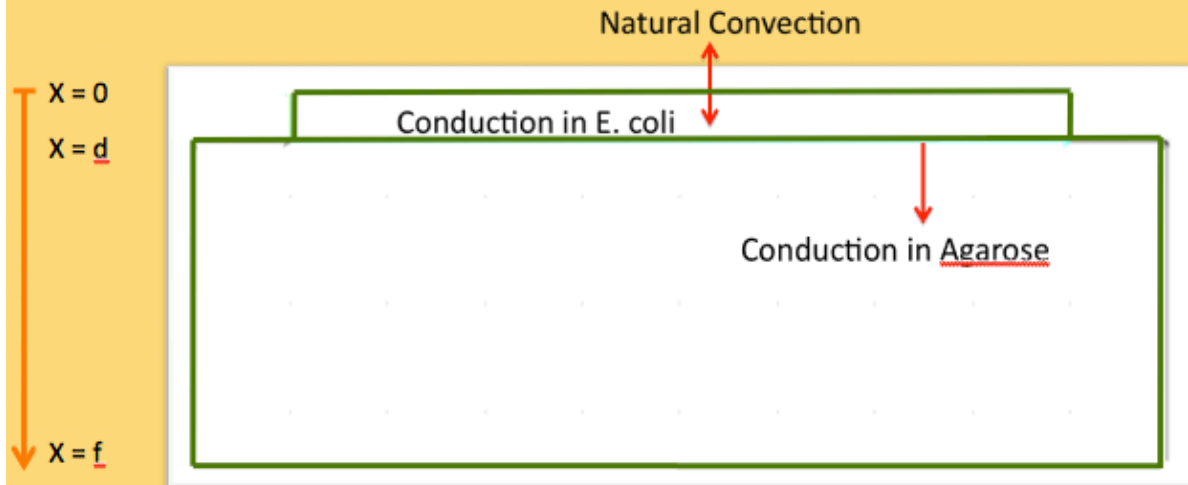 Natural Convection
X = 0
Conduction in E. coli
X = d
Conduction in Agarose
X = f